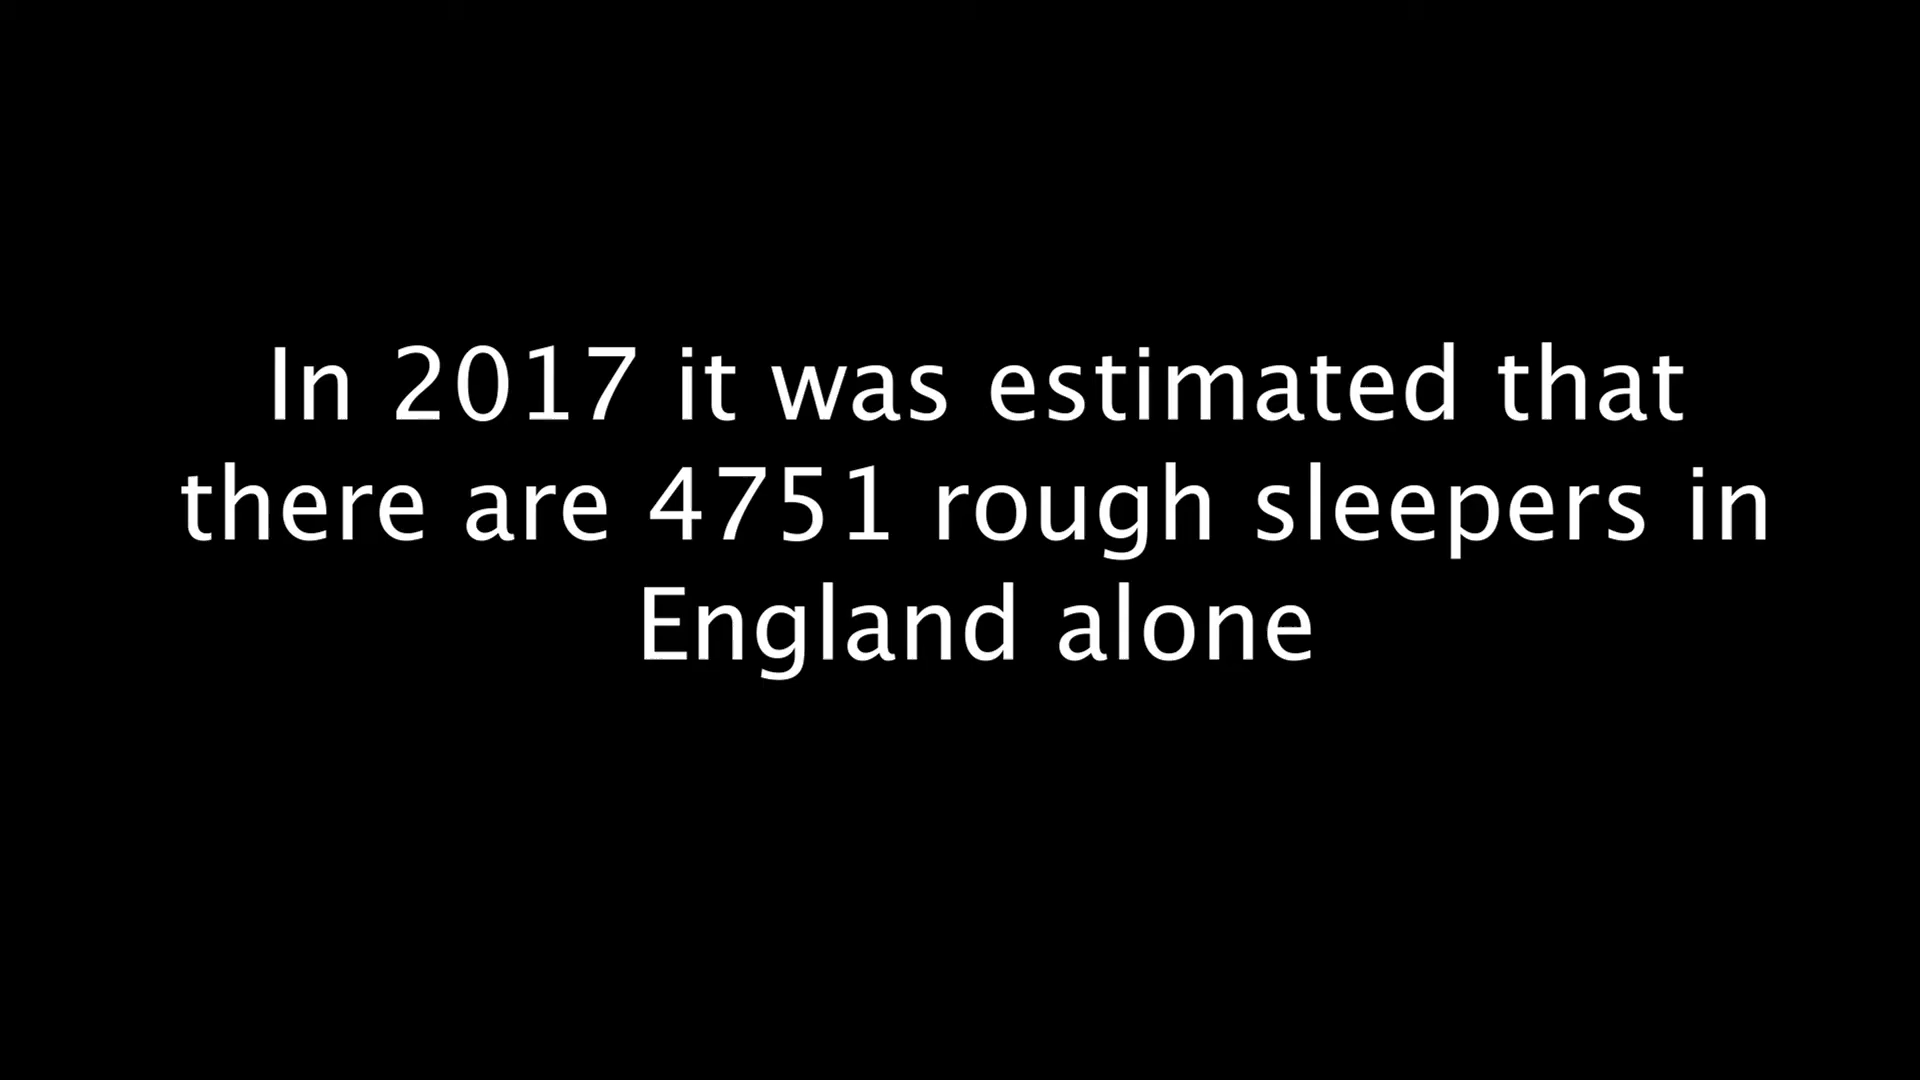 In 2017 it was estimated that
there are 4751 rough sleepers in
England alone